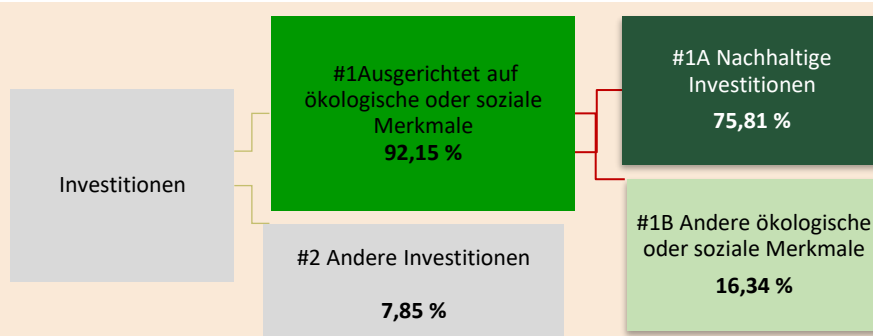 Investitionen
#1Ausgerichtet auf
ökologische oder soziale
Merkmale
92,15 %
#2 Andere Investitionen
7,85 %
#1A Nachhaltige
Investitionen
75,81 %
#1B Andere ökologische
oder soziale Merkmale
16,34 %